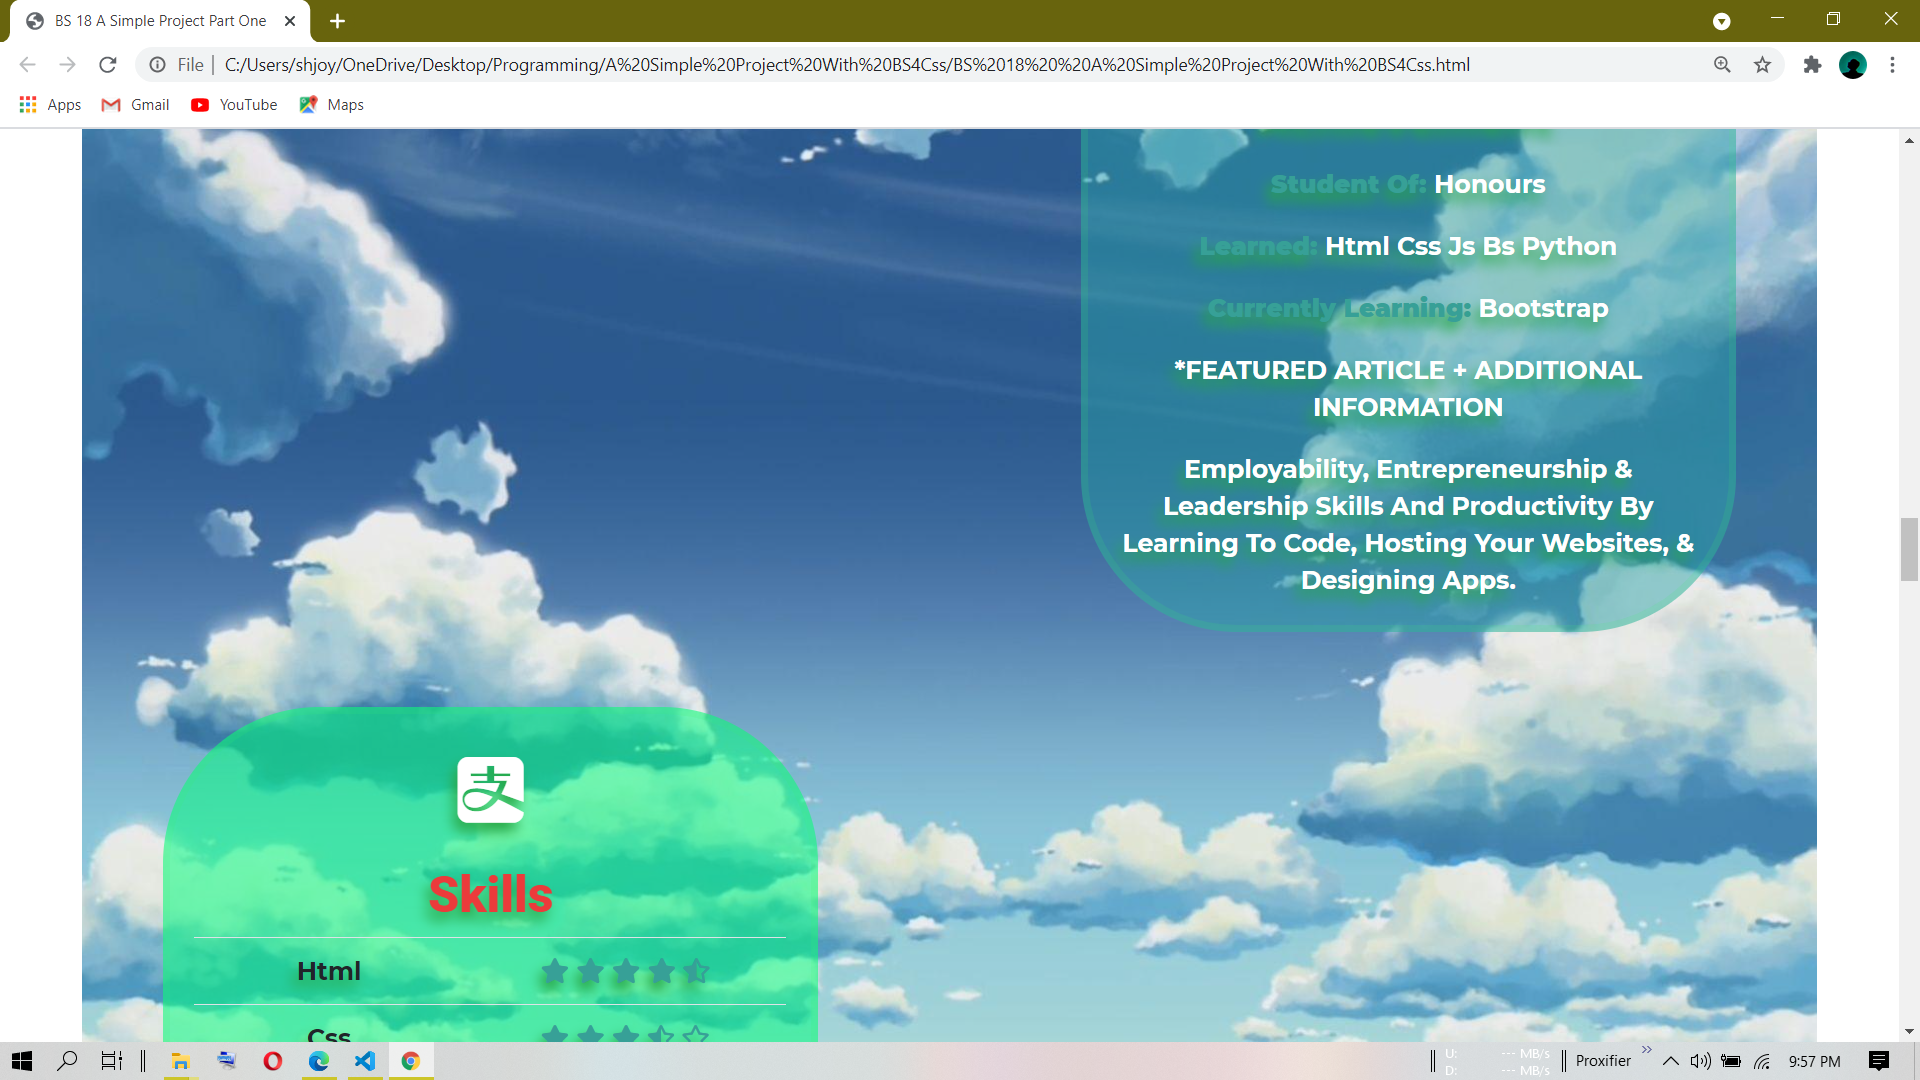 BS 18 A Simple Project Part One
File
C:/Users/shjoy/OneDrive/Desktop/Programming/A%20Simple%20Project%20With%20BS4Css/BS%2018%20%20A%20Simple%20Project%20With%20BS4Css.html
Apps Gmail YouTube Maps
Student Of: Honours
Learned: Html Css Js Bs Python
Currently Learning: Bootstrap
*FEATURED ARTICLE + ADDITIONAL
INFORMATION
Employability, Entrepreneurship &
Leadership Skills And Productivity By
Learning To Code, Hosting Your Websites, &
Designing Apps.
支
Skills
Html
Css
U: --- MB/s
D: --- MB/s
Proxifier
9:57 PM